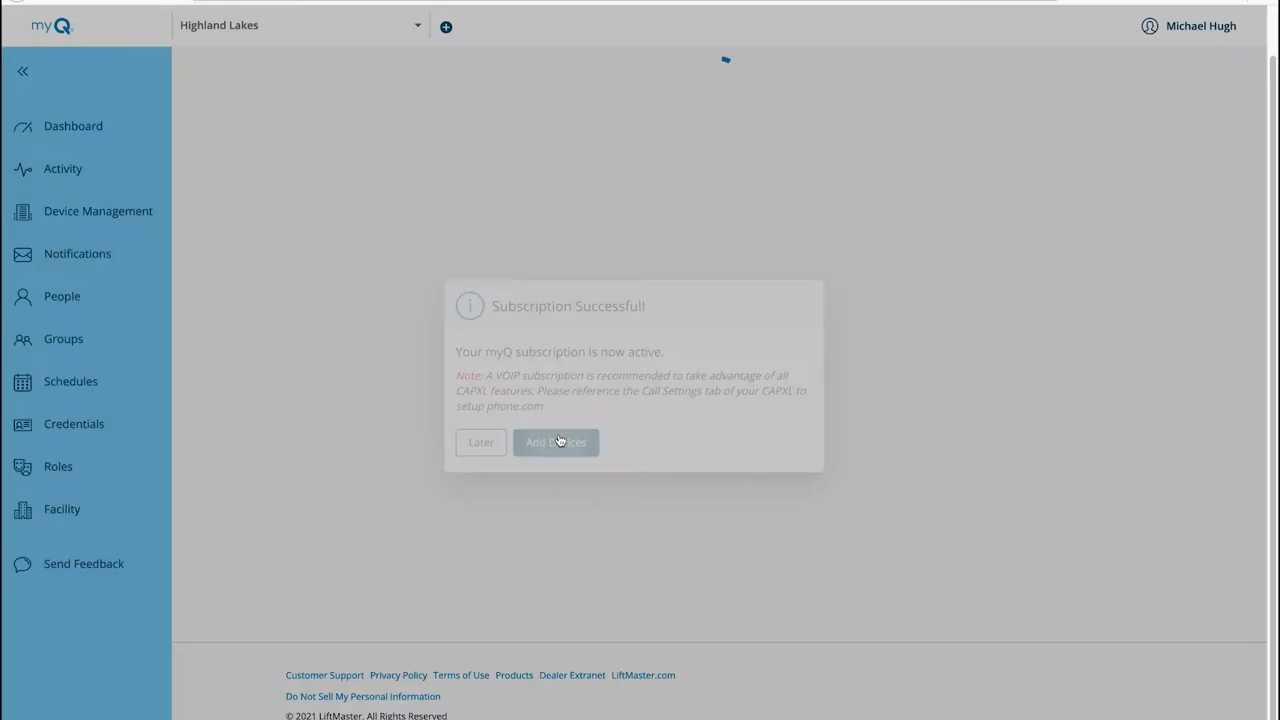 myQ
Highland Lakes
Michael Hugh
Dashboard
Activity
Device Management
Notifications
People
Groups
Schedules
Credentials
Roles
Facility
Send Feedback
Subscription Successful!
Your myQ subscription is now active.
Note: A VOIP subscription is recommended to take advantage of all
CAPXL features. Please reference the Call Settings tab of your CAPXL to
setup phone.com
Later Add Devices
Customer Support Privacy Policy Terms of Use Products Dealer Extranet LiftMaster.com
Do Not Sell My Personal Information
© 2021 LiftMaster. All Rights Reserved